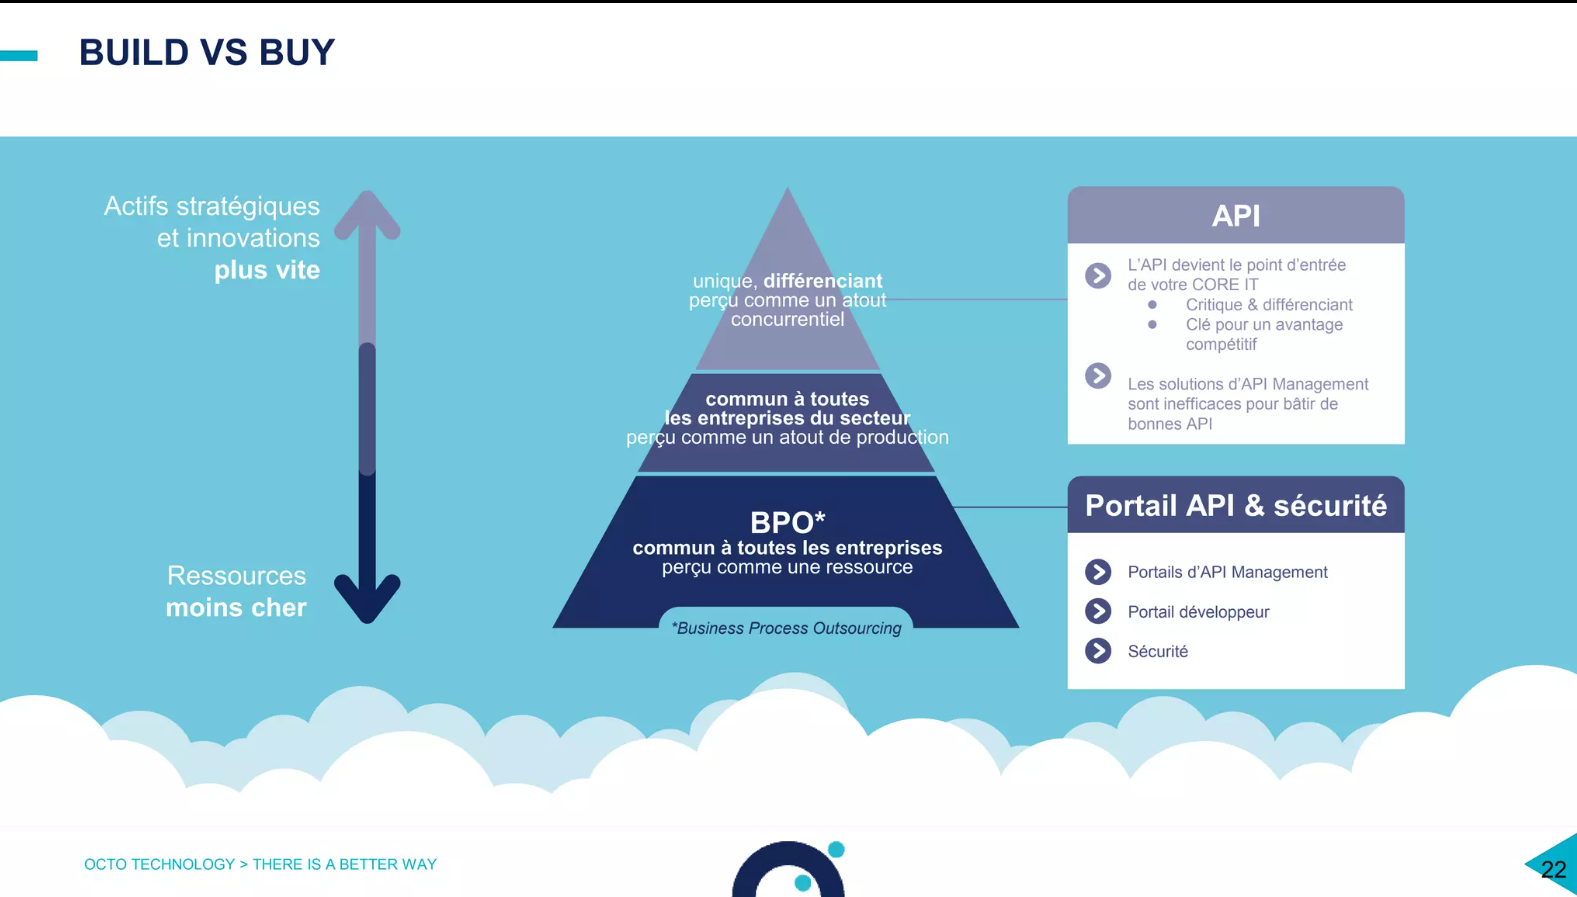 BUILD VS BUY
Actifs stratégiques
et innovations
plus vite
Ressources
moins cher
unique, différenciant
perçu comme un atout
concurrentiel
commun à toutes
les entreprises du secteur
perçu comme un atout de production
BPO*
commun à toutes les entreprises
perçu comme une ressource
*Business Process Outsourcing
API
L'API devient le point d'entrée
de votre CORE IT
● Critique & différenciant
● Clé pour un avantage
compétitif
Les solutions d'API Management
sont inefficaces pour bâtir de
bonnes API
Portail API & sécurité
Portails d'API Management
Portail développeur
Sécurité
OCTO TECHNOLOGY > THERE IS A BETTER WAY
22